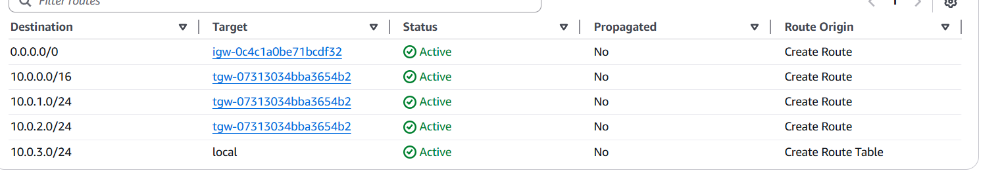 Filter routes 1
Destination Target Status Propagated Route Origin
0.0.0.0/0 igw-0c4c1a0be71bcdf32 Active No Create Route
10.0.0.0/16 tgw-07313034bba3654b2 Active No Create Route
10.0.1.0/24 tgw-07313034bba3654b2 Active No Create Route
10.0.2.0/24 tgw-07313034bba3654b2 Active No Create Route
10.0.3.0/24 local Active No Create Route Table